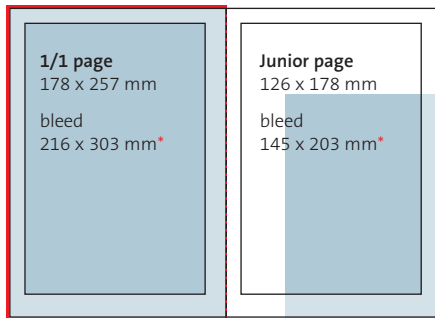 1/1 page
178 x 257 mm
bleed
216 x 303 mm*
Junior page
126 x 178 mm
bleed
145 x 203 mm*